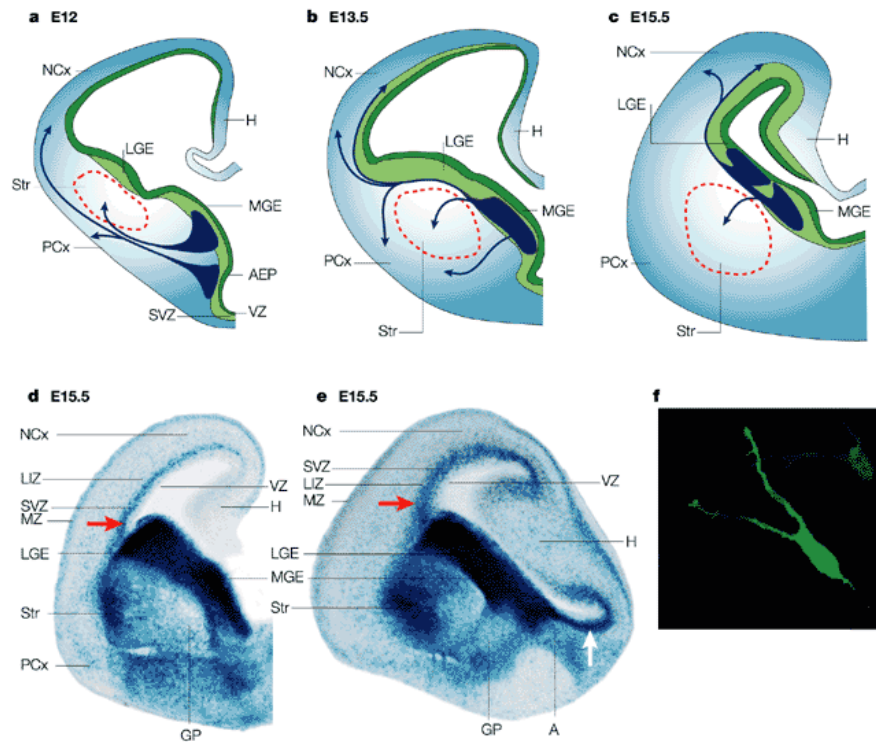 a E12
NCx
H
LGE
Str
MGE
PCx
AEP
SVZ
VZ
b E13.5
NCx
H
LGE
MGE
PCx
Str
c E15.5
NCx
LGE
H
MGE
PCx
Str
d E15.5
NCx
LIZ
VZ
SVZ
H
MZ
LGE
MGE
Str
PCx
GP
e E15.5
NCx
SVZ
LIZ
VZ
MZ
H
LGE
MGE
Str
GP
A
f